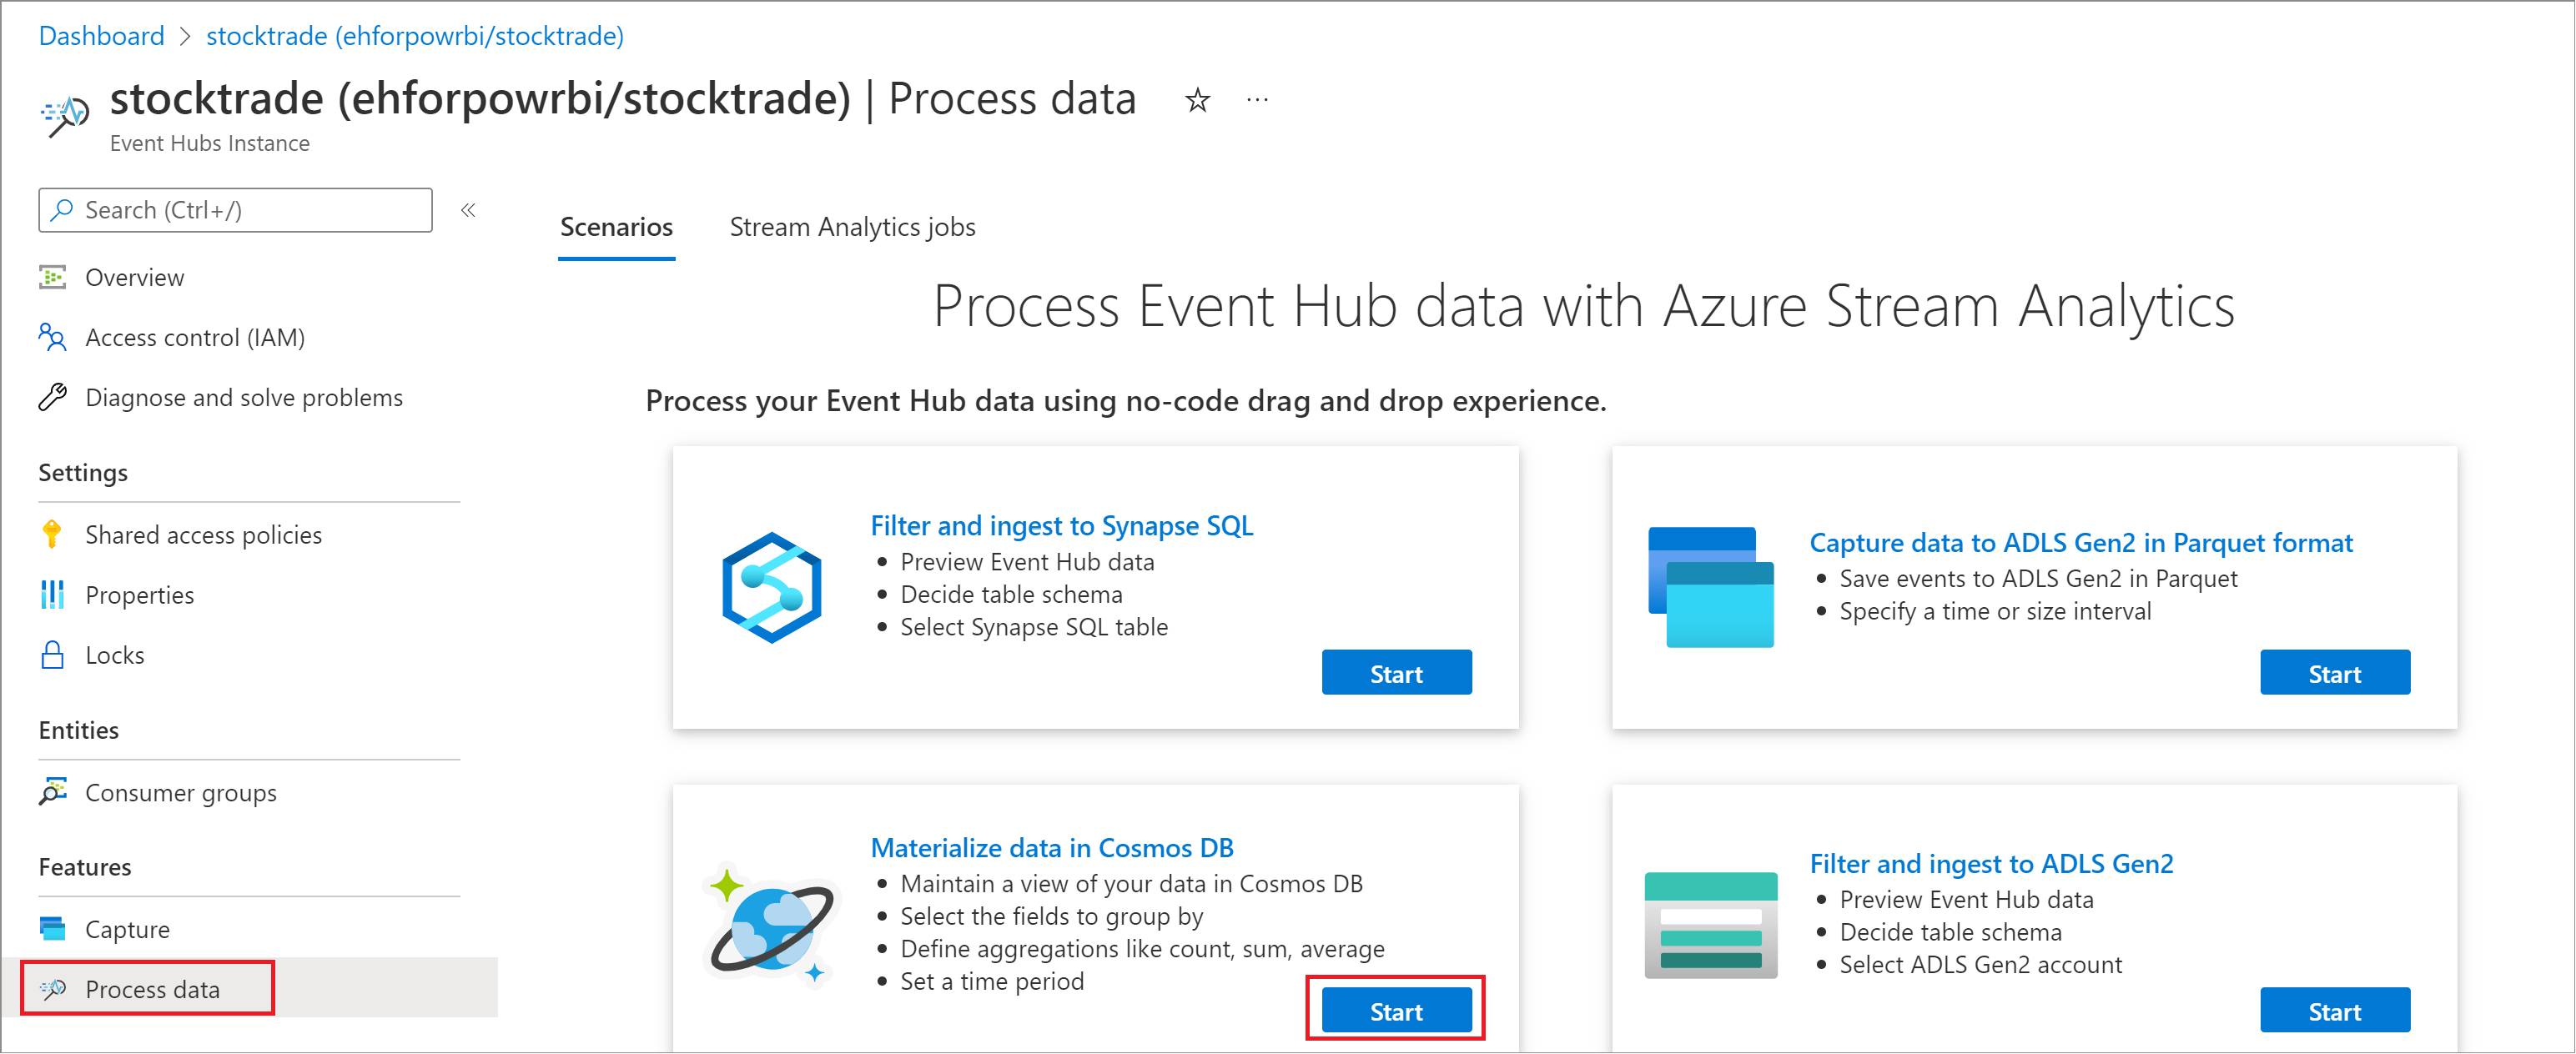 Dashboard > stocktrade (ehforpowrbi/stocktrade)
stocktrade (ehforpowrbi/stocktrade) | Process data ☆ ···
Event Hubs Instance
Search (Ctrl+/) «
Overview
Access control (IAM)
Diagnose and solve problems
Settings
Shared access policies
Properties
Locks
Entities
Consumer groups
Features
Capture
Process data
Scenarios Stream Analytics jobs
Process Event Hub data with Azure Stream Analytics
Process your Event Hub data using no-code drag and drop experience.
Filter and ingest to Synapse SQL
• Preview Event Hub data
• Decide table schema
• Select Synapse SQL table
Start
Capture data to ADLS Gen2 in Parquet format
• Save events to ADLS Gen2 in Parquet
• Specify a time or size interval
Start
Materialize data in Cosmos DB
• Maintain a view of your data in Cosmos DB
• Select the fields to group by
• Define aggregations like count, sum, average
• Set a time period
Start
Filter and ingest to ADLS Gen2
• Preview Event Hub data
• Decide table schema
• Select ADLS Gen2 account
Start